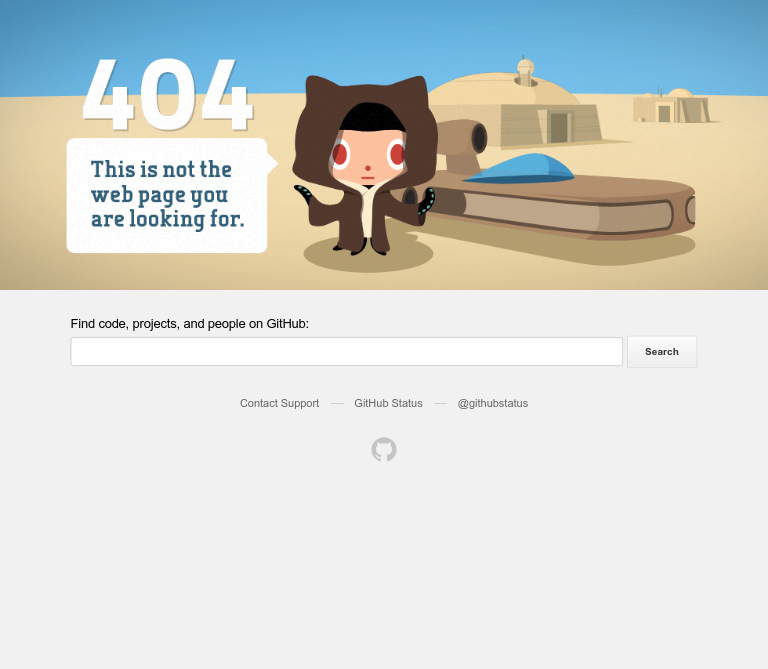 404
This is not the
web page you
are looking for.
Find code, projects, and people on GitHub:
Search
Contact Support — GitHub Status — @githubstatus